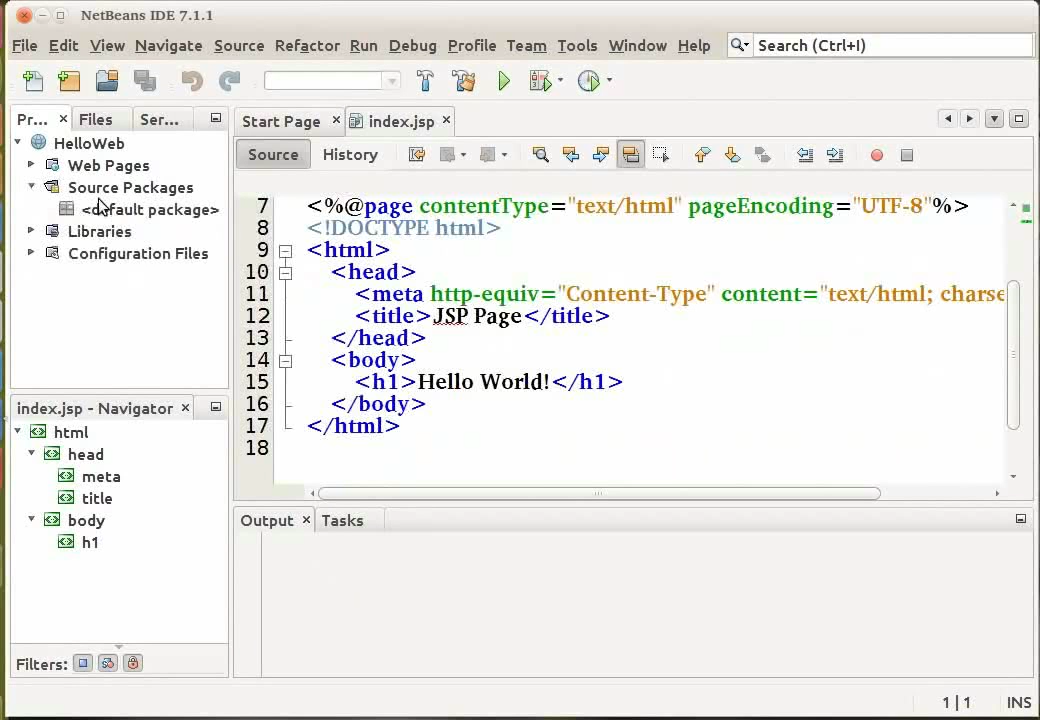 NetBeans IDE 7.1.1
File Edit View Navigate Source Refactor Run Debug Profile Team Tools Window Help Search (Ctrl+I)
Pr... Files Ser...
HelloWeb
Web Pages
Source Packages
<default package>
Libraries
Configuration Files
index.jsp - Navigator
html
head
meta
title
body
h1
Filters:
Start Page index.jsp
Source History
7 <%@page contentType="text/html" pageEncoding="UTF-8"%>
8 <!DOCTYPE html>
9 <html>
10 <head>
11 <meta http-equiv="Content-Type" content="text/html; charse
12 <title>JSP Page</title>
13 </head>
14 <body>
15 <h1>Hello World!</h1>
16 </body>
17 </html>
18
Output Tasks
1 | 1 INS